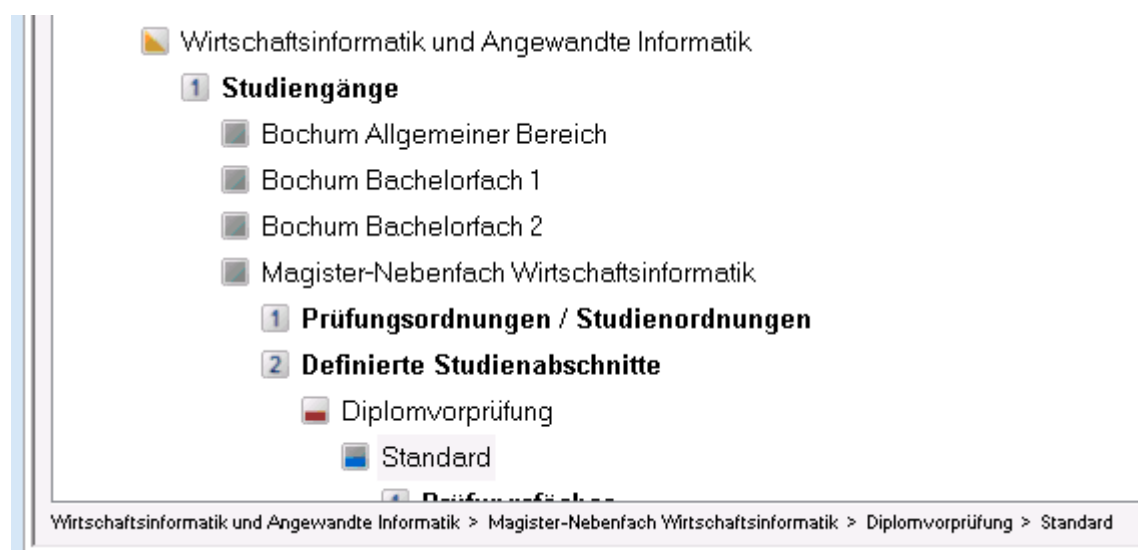 Wirtschaftsinformatik und Angewandte Informatik
1 Studiengänge
Bochum Allgemeiner Bereich
Bochum Bachelorfach 1
Bochum Bachelorfach 2
Magister-Nebenfach Wirtschaftsinformatik
1 Prüfungsordnungen / Studienordnungen
2 Definierte Studienabschnitte
Diplomvorprüfung
Standard
Wirtschaftsinformatik und Angewandte Informatik > Magister-Nebenfach Wirtschaftsinformatik > Diplomvorprüfung > Standard